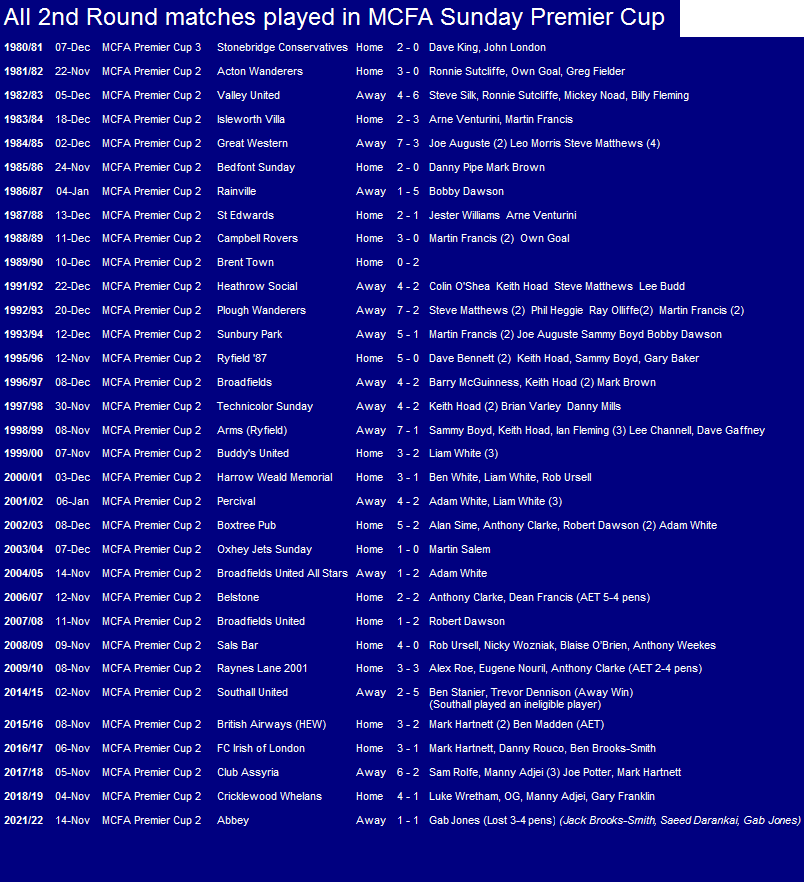 All 2nd Round matches played in MCFA Sunday Premier Cup
1980/81 07-Dec MCFA Premier Cup 3 Stonebridge Conservatives Home 2 - 0 Dave King, John London
1981/82 22-Nov MCFA Premier Cup 2 Acton Wanderers Home 3 - 0 Ronnie Sutcliffe, Own Goal, Greg Fielder
1982/83 05-Dec MCFA Premier Cup 2 Valley United Away 4 - 6 Steve Silk, Ronnie Sutcliffe, Mickey Noad, Billy Fleming
1983/84 18-Dec MCFA Premier Cup 2 Isleworth Villa Home 2 - 3 Arne Venturini, Martin Francis
1984/85 02-Dec MCFA Premier Cup 2 Great Western Away 7 - 3 Joe Auguste (2) Leo Morris Steve Matthews (4)
1985/86 24-Nov MCFA Premier Cup 2 Bedfont Sunday Home 2 - 0 Danny Pipe Mark Brown
1986/87 04-Jan MCFA Premier Cup 2 Rainville Away 1 - 5 Bobby Dawson
1987/88 13-Dec MCFA Premier Cup 2 St Edwards Home 2 - 1 Jester Williams Arne Venturini
1988/89 11-Dec MCFA Premier Cup 2 Campbell Rovers Home 3 - 0 Martin Francis (2) Own Goal
1989/90 10-Dec MCFA Premier Cup 2 Brent Town Home 0 - 2
1991/92 22-Dec MCFA Premier Cup 2 Heathrow Social Away 4 - 2 Colin O'Shea Keith Hoad Steve Matthews Lee Budd
1992/93 20-Dec MCFA Premier Cup 2 Plough Wanderers Away 7 - 2 Steve Matthews (2) Phil Heggie Ray Olliffe(2) Martin Francis (2)
1993/94 12-Dec MCFA Premier Cup 2 Sunbury Park Away 5 - 1 Martin Francis (2) Joe Auguste Sammy Boyd Bobby Dawson
1995/96 12-Nov MCFA Premier Cup 2 Ryfield '87 Home 5 - 0 Dave Bennett (2) Keith Hoad, Sammy Boyd, Gary Baker
1996/97 08-Dec MCFA Premier Cup 2 Broadfields Away 4 - 2 Barry McGuinness, Keith Hoad (2) Mark Brown
1997/98 30-Nov MCFA Premier Cup 2 Technicolor Sunday Away 4 - 2 Keith Hoad (2) Brian Varley Danny Mills
1998/99 08-Nov MCFA Premier Cup 2 Arms (Ryfield) Away 7 - 1 Sammy Boyd, Keith Hoad, Ian Fleming (3) Lee Channell, Dave Gaffney
1999/00 07-Nov MCFA Premier Cup 2 Buddy's United Home 3 - 2 Liam White (3)
2000/01 03-Dec MCFA Premier Cup 2 Harrow Weald Memorial Home 3 - 1 Ben White, Liam White, Rob Ursell
2001/02 06-Jan MCFA Premier Cup 2 Percival Away 4 - 2 Adam White, Liam White (3)
2002/03 08-Dec MCFA Premier Cup 2 Boxtree Pub Home 5 - 2 Alan Sime, Anthony Clarke, Robert Dawson (2) Adam White
2003/04 07-Dec MCFA Premier Cup 2 Oxhey Jets Sunday Home 1 - 0 Martin Salem
2004/05 14-Nov MCFA Premier Cup 2 Broadfields United All Stars Away 1 - 2 Adam White
2006/07 12-Nov MCFA Premier Cup 2 Belstone Home 2 - 2 Anthony Clarke, Dean Francis (AET 5-4 pens)
2007/08 11-Nov MCFA Premier Cup 2 Broadfields United Home 1 - 2 Robert Dawson
2008/09 09-Nov MCFA Premier Cup 2 Sals Bar Home 4 - 0 Rob Ursell, Nicky Wozniak, Blaise O'Brien, Anthony Weekes
2009/10 08-Nov MCFA Premier Cup 2 Raynes Lane 2001 Home 3 - 3 Alex Roe, Eugene Nouril, Anthony Clarke (AET 2-4 pens)
2014/15 02-Nov MCFA Premier Cup 2 Southall United Away 2 - 5 Ben Stanier, Trevor Dennison (Away Win)
(Southall played an ineligible player)
2015/16 08-Nov MCFA Premier Cup 2 British Airways (HEW) Home 3 - 2 Mark Hartnett (2) Ben Madden (AET)
2016/17 06-Nov MCFA Premier Cup 2 FC Irish of London Home 3 - 1 Mark Hartnett, Danny Rouco, Ben Brooks-Smith
2017/18 05-Nov MCFA Premier Cup 2 Club Assyria Away 6 - 2 Sam Rolfe, Manny Adjei (3) Joe Potter, Mark Hartnett
2018/19 04-Nov MCFA Premier Cup 2 Cricklewood Whelans Home 4 - 1 Luke Wretham, OG, Manny Adjei, Gary Franklin
2021/22 14-Nov MCFA Premier Cup 2 Abbey Away 1 - 1 Gab Jones (Lost 3-4 pens) (Jack Brooks-Smith, Saeed Darankai, Gab Jones)